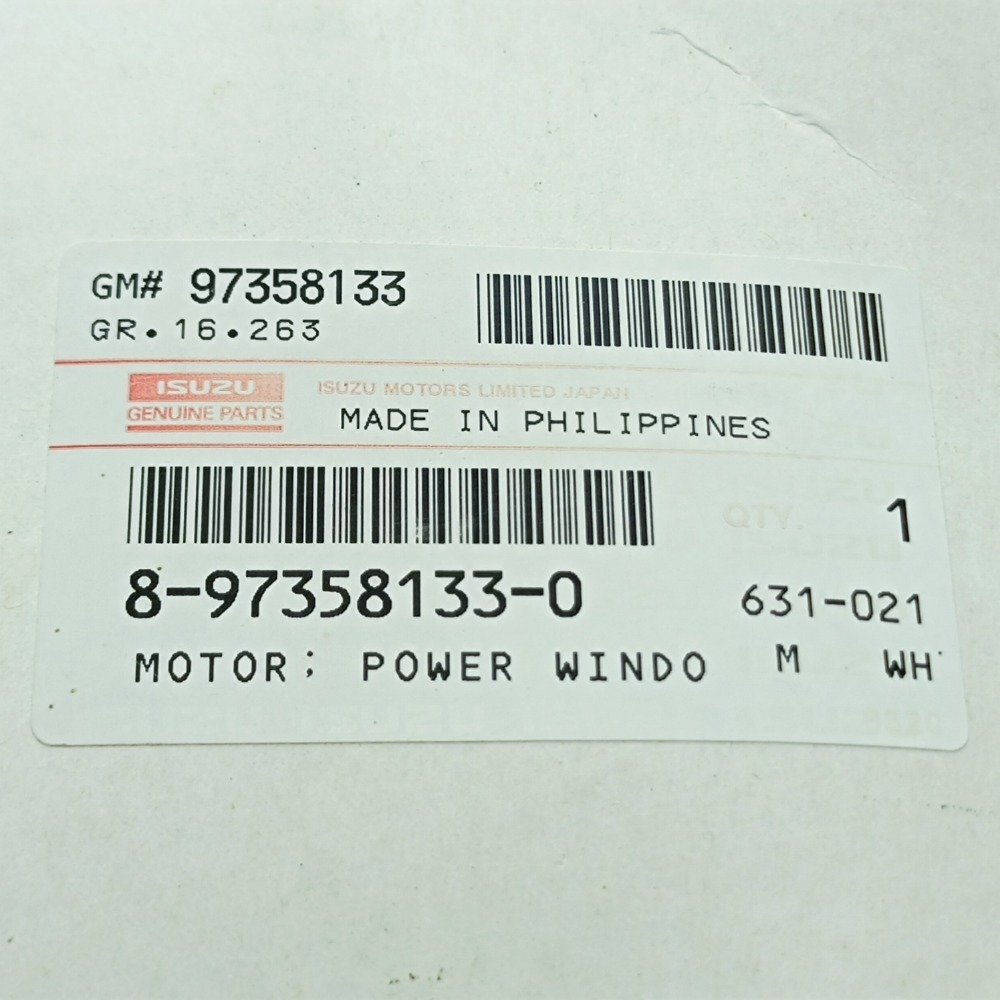 GM# 97358133
GR.16.263
ISUZU
GENUINE PARTS
ISUZU MOTORS LIMITED JAPAN
MADE IN PHILIPPINES
QTY. 1
8-97358133-0 631-021
MOTOR; POWER WINDO M WH